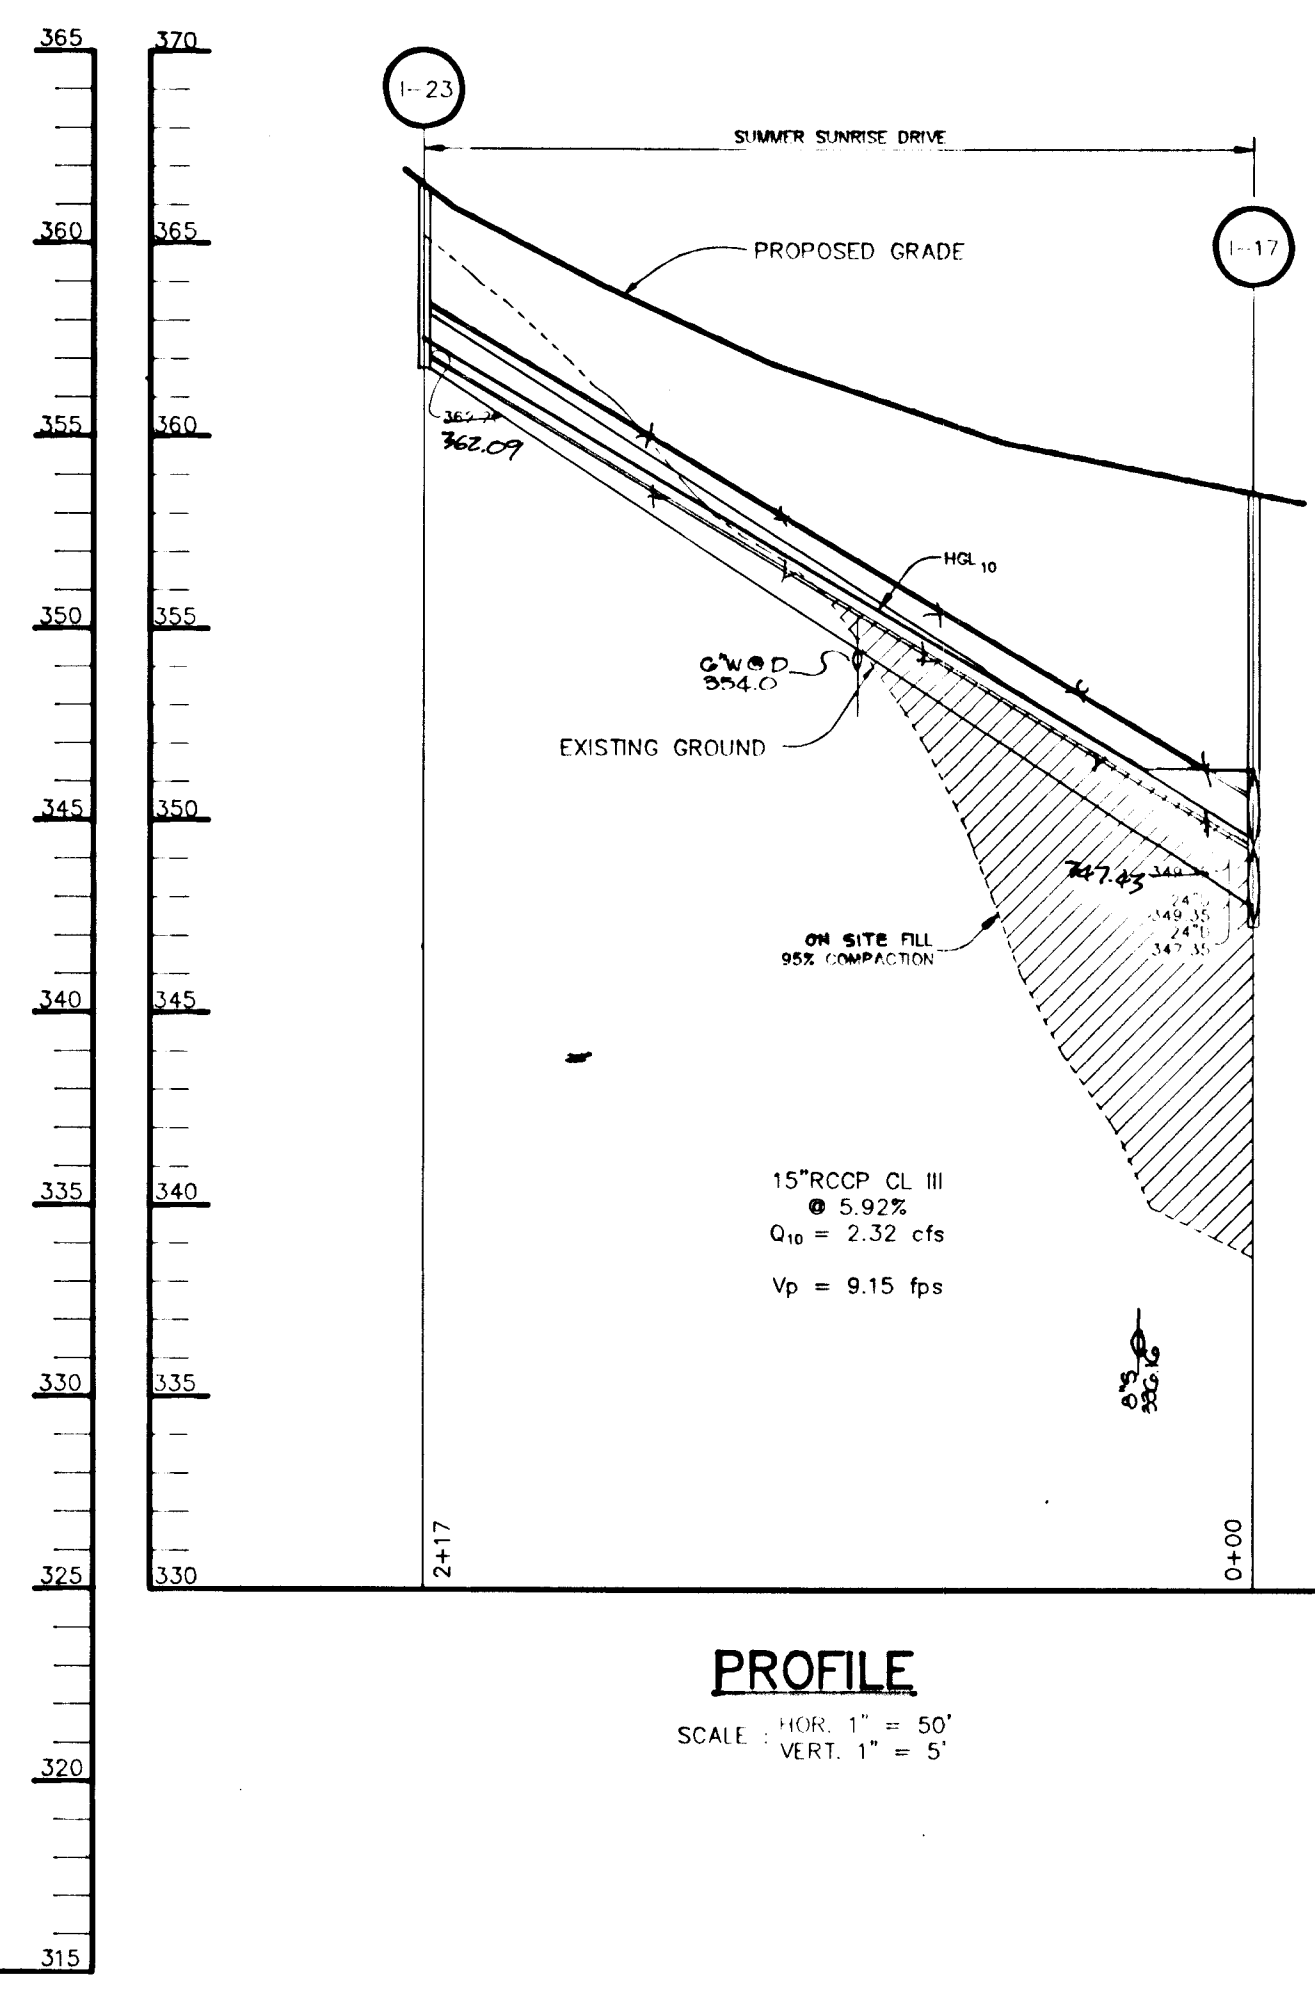 365
360
355
350
345
340
335
330
325
320
315
370
365
360
355
350
345
340
335
330
I-23
SUMMER SUNRISE DRIVE
I-17
PROPOSED GRADE
362.09
HGL10
6"W @ D
354.0
EXISTING GROUND
347.43
24"D
349.35
24"D
347.35
ON SITE FILL
95% COMPACTION
15"RCCP CL III
@ 5.92%
Q10 = 2.32 cfs
Vp = 9.15 fps
8"S
336.16
2+17
0+00
PROFILE
SCALE : HOR. 1" = 50'
VERT. 1" = 5'